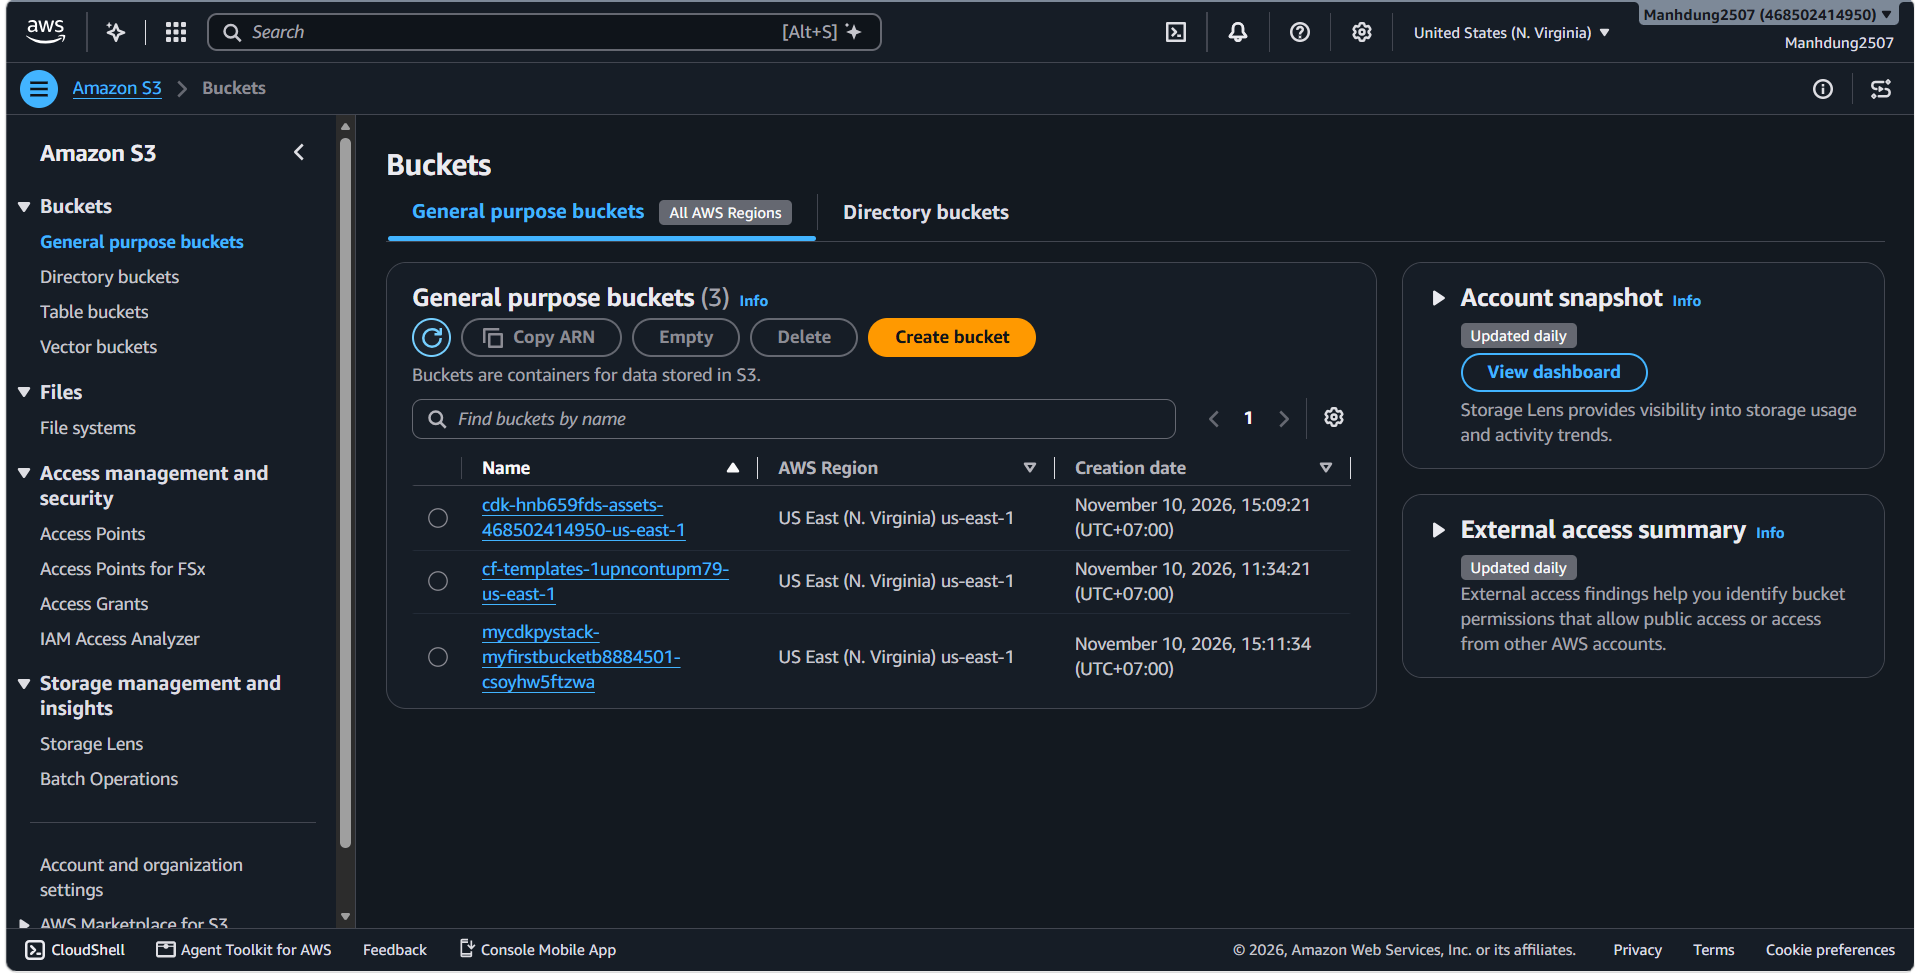 aws
Search
[Alt+S]
United States (N. Virginia)
Manhdung2507 (468502414950)
Manhdung2507
Amazon S3
Buckets
Amazon S3
Buckets
General purpose buckets
Directory buckets
Table buckets
Vector buckets
Files
File systems
Access management and
security
Access Points
Access Points for FSx
Access Grants
IAM Access Analyzer
Storage management and
insights
Storage Lens
Batch Operations
Account and organization
settings
AWS Marketplace for S3
Buckets
General purpose buckets
All AWS Regions
Directory buckets
General purpose buckets (3) Info
Copy ARN
Empty
Delete
Create bucket
Buckets are containers for data stored in S3.
Find buckets by name
1
Name
AWS Region
Creation date
cdk-hnb659fds-assets-
468502414950-us-east-1
US East (N. Virginia) us-east-1
November 10, 2026, 15:09:21
(UTC+07:00)
cf-templates-1upncontupm79-
us-east-1
US East (N. Virginia) us-east-1
November 10, 2026, 11:34:21
(UTC+07:00)
mycdkpystack-
myfirstbucketb8884501-
csoyhw5ftzwa
US East (N. Virginia) us-east-1
November 10, 2026, 15:11:34
(UTC+07:00)
Account snapshot Info
Updated daily
View dashboard
Storage Lens provides visibility into storage usage
and activity trends.
External access summary Info
Updated daily
External access findings help you identify bucket
permissions that allow public access or access
from other AWS accounts.
CloudShell
Agent Toolkit for AWS
Feedback
Console Mobile App
© 2026, Amazon Web Services, Inc. or its affiliates.
Privacy
Terms
Cookie preferences